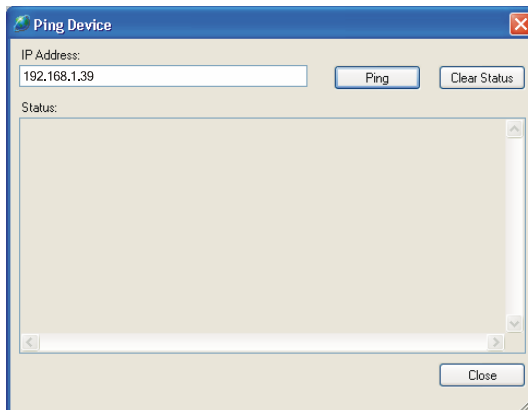 Ping Device
IP Address:
192.168.1.39
Ping
Clear Status
Status:
Close